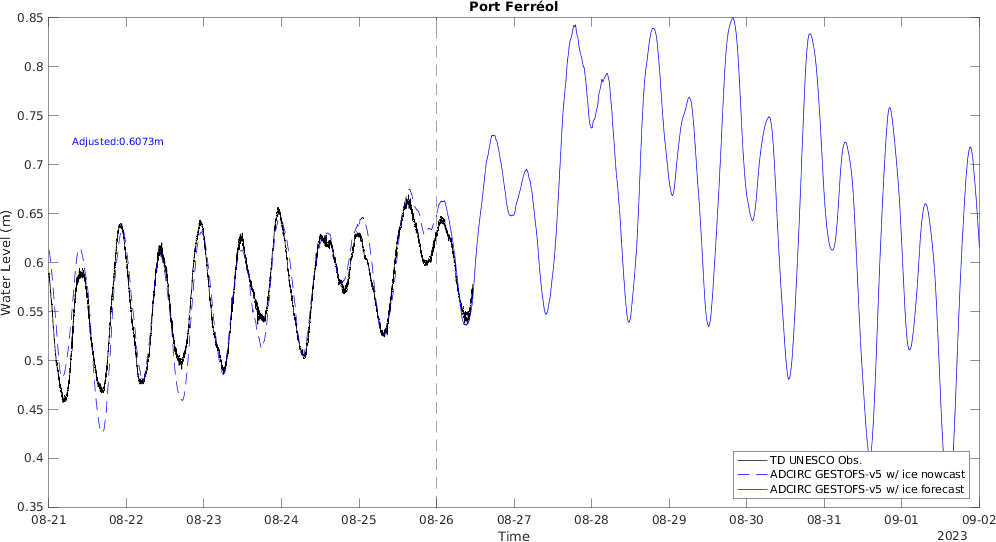 Port Ferréol
0.85
0.8
0.75
0.7
0.65
0.6
0.55
0.5
0.45
0.4
0.35
Water Level (m)
Adjusted:0.6073m
TD UNESCO Obs.
ADCIRC GESTOFS-v5 w/ ice nowcast
ADCIRC GESTOFS-v5 w/ ice forecast
08-21 08-22 08-23 08-24 08-25 08-26 08-27 08-28 08-29 08-30 08-31 09-01 09-02
Time
2023